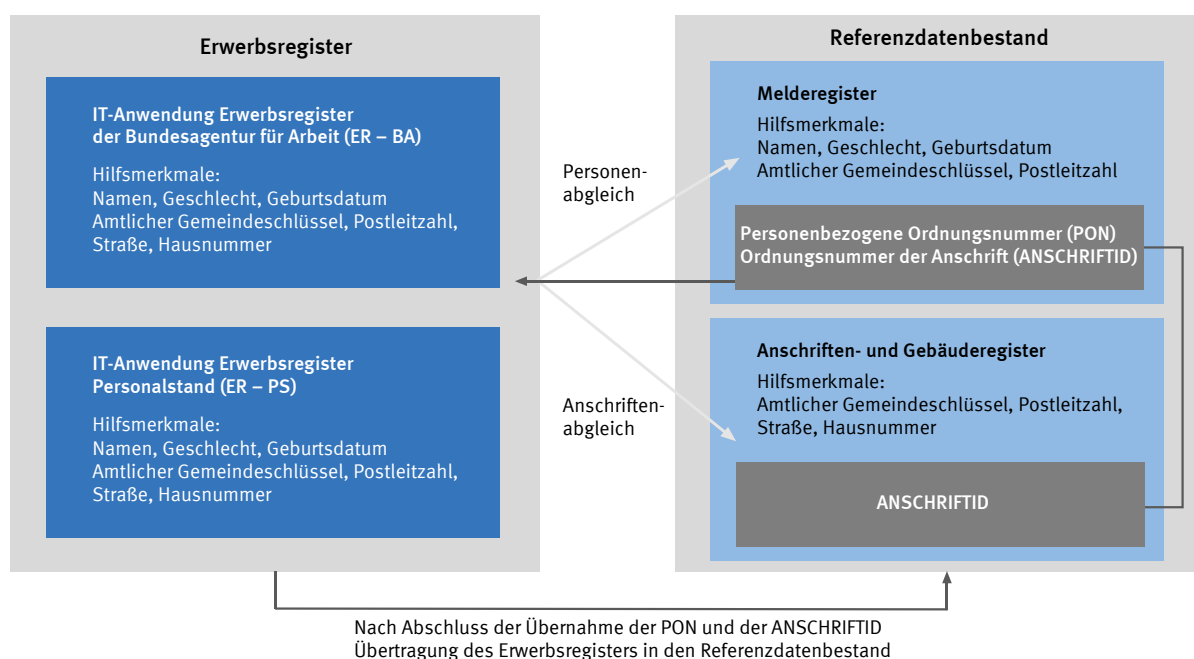 Erwerbsregister
IT-Anwendung Erwerbsregister
der Bundesagentur für Arbeit (ER – BA)
Hilfsmerkmale:
Namen, Geschlecht, Geburtsdatum
Amtlicher Gemeindeschlüssel, Postleitzahl,
Straße, Hausnummer
IT-Anwendung Erwerbsregister
Personalstand (ER – PS)
Hilfsmerkmale:
Namen, Geschlecht, Geburtsdatum
Amtlicher Gemeindeschlüssel, Postleitzahl,
Straße, Hausnummer
Personen-
abgleich
Anschriften-
abgleich
Referenzdatenbestand
Melderegister
Hilfsmerkmale:
Namen, Geschlecht, Geburtsdatum
Amtlicher Gemeindeschlüssel, Postleitzahl
Personenbezogene Ordnungsnummer (PON)
Ordnungsnummer der Anschrift (ANSCHRIFTID)
Anschriften- und Gebäuderegister
Hilfsmerkmale:
Amtlicher Gemeindeschlüssel, Postleitzahl,
Straße, Hausnummer
ANSCHRIFTID
Nach Abschluss der Übernahme der PON und der ANSCHRIFTID
Übertragung des Erwerbsregisters in den Referenzdatenbestand